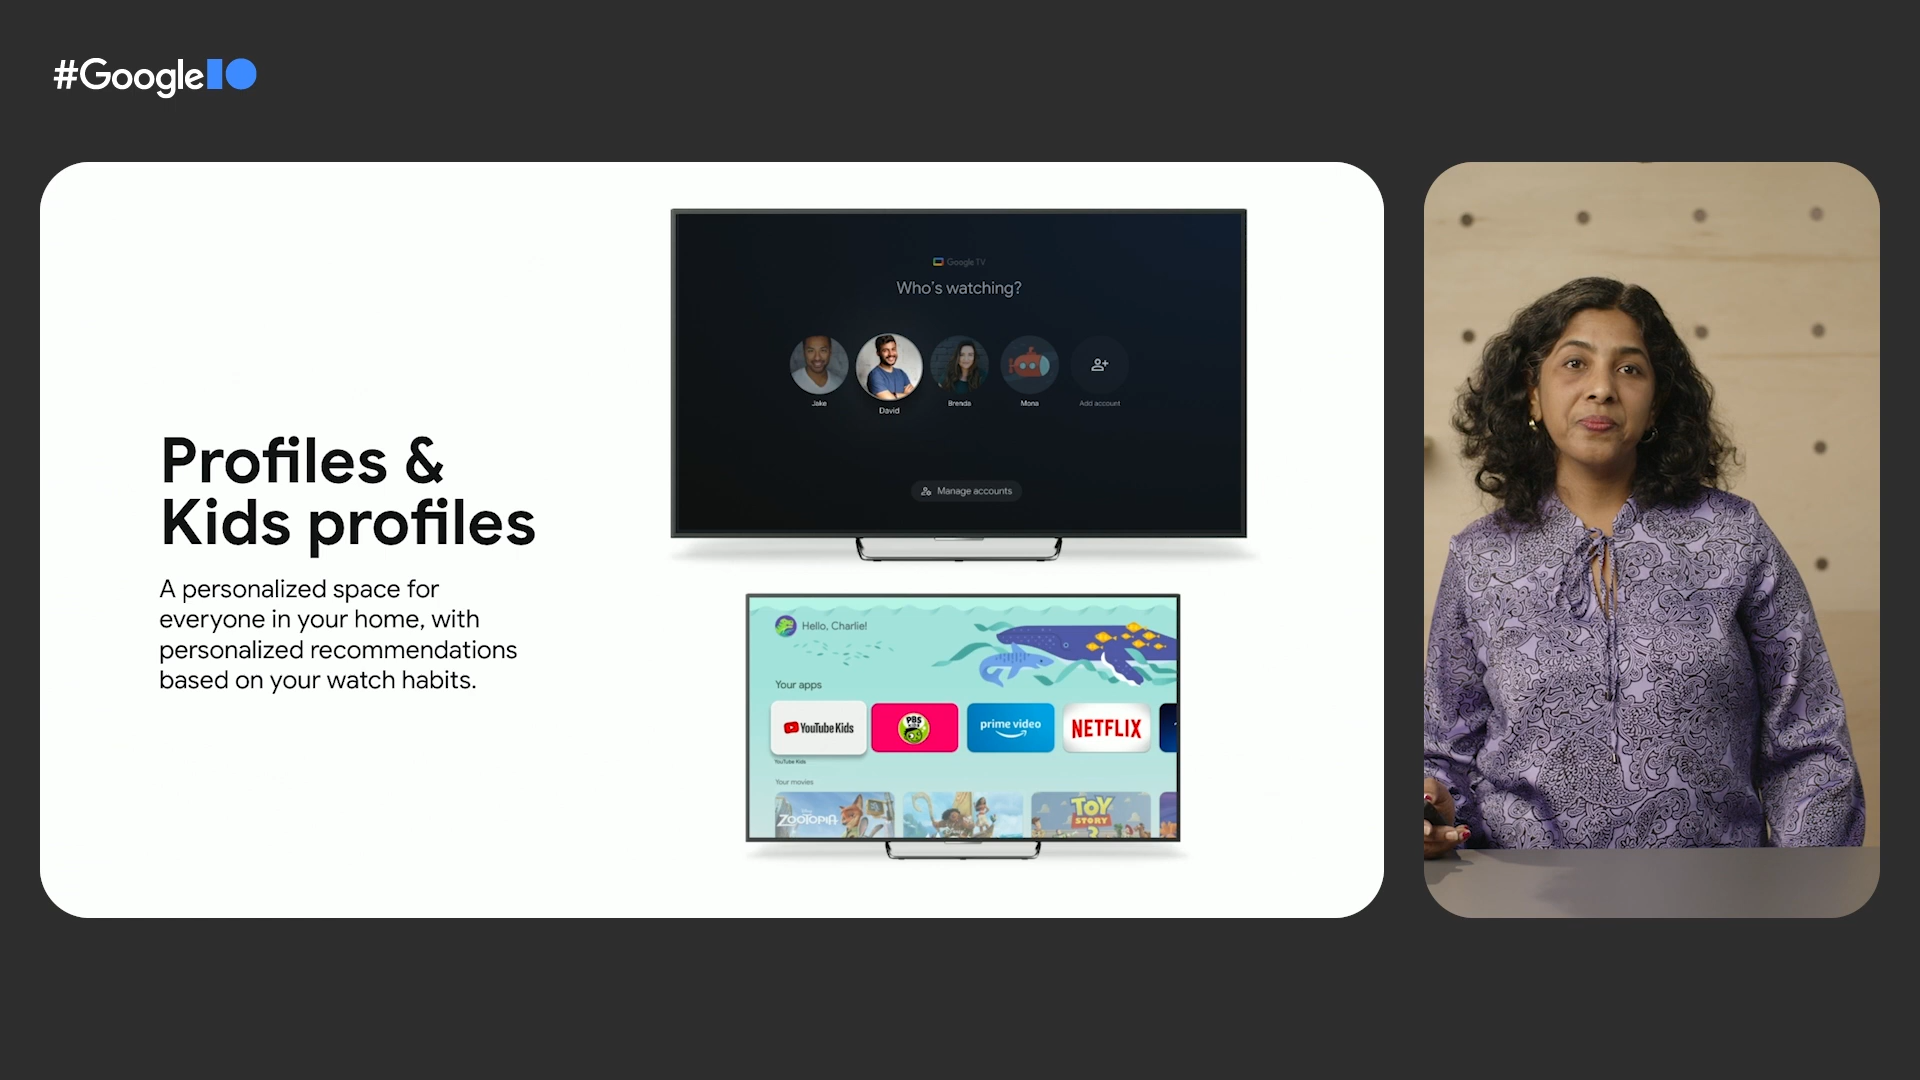 #GoogleIO
Profiles &
Kids profiles
A personalized space for
everyone in your home, with
personalized recommendations
based on your watch habits.
Google TV
Who's watching?
Jake
David
Brenda
Mona
Add account
Manage accounts
Hello, Charlie!
Your apps
YouTube Kids
PBS KIDS
prime video
NETFLIX
YouTube Kids
Your movies
ZOOTOPIA
TOY
STORY